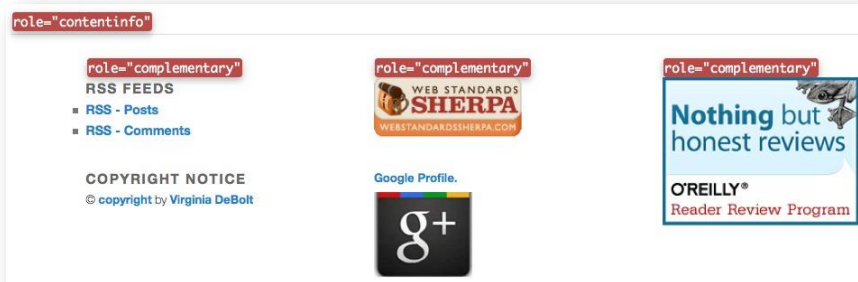 role="contentinfo"
role="complementary"
RSS FEEDS
RSS - Posts
RSS - Comments
COPYRIGHT NOTICE
© copyright by Virginia DeBolt
role="complementary"
WEB STANDARDS
SHERPA
WEBSTANDARDSSHERPA.COM
Google Profile.
g+
role="complementary"
Nothing but
honest reviews
O'REILLY®
Reader Review Program